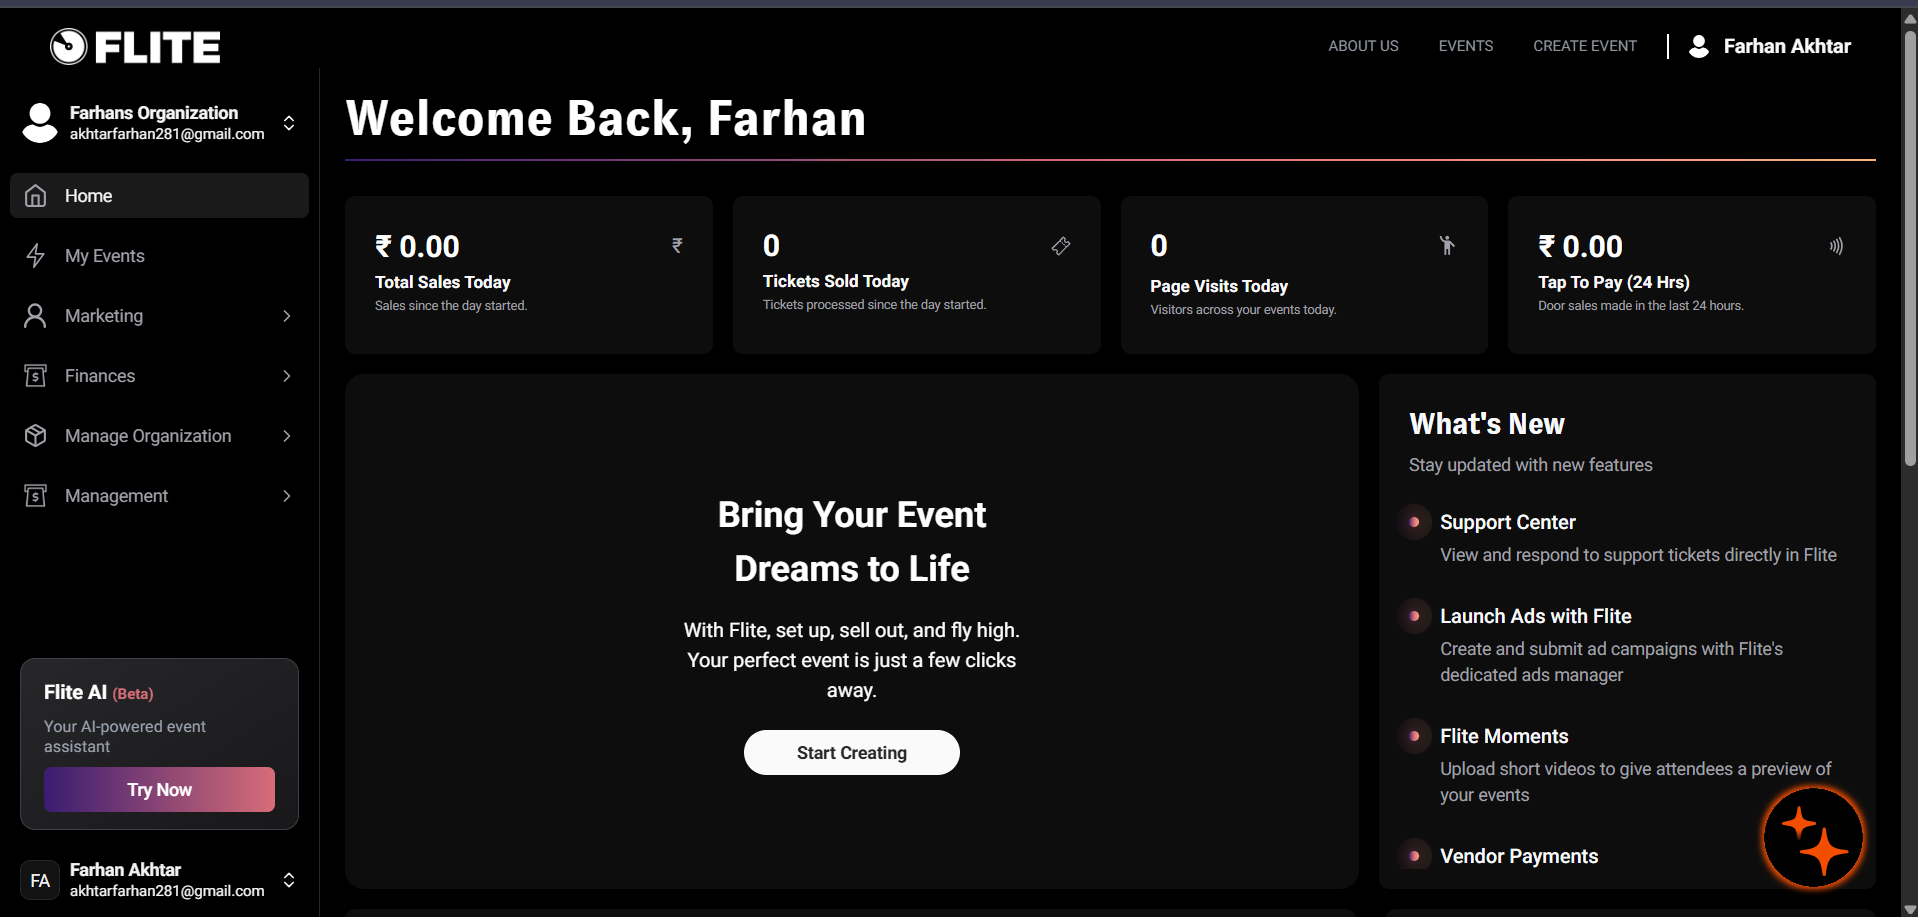 FLITE
ABOUT US
EVENTS
CREATE EVENT
Farhan Akhtar
Farhans Organization
akhtarfarhan281@gmail.com
Home
My Events
Marketing
Finances
Manage Organization
Management
Flite AI (Beta)
Your AI-powered event
assistant
Try Now
FA
Farhan Akhtar
akhtarfarhan281@gmail.com
Welcome Back, Farhan
₹ 0.00
₹
Total Sales Today
Sales since the day started.
0
Tickets Sold Today
Tickets processed since the day started.
0
Page Visits Today
Visitors across your events today.
₹ 0.00
Tap To Pay (24 Hrs)
Door sales made in the last 24 hours.
Bring Your Event
Dreams to Life
With Flite, set up, sell out, and fly high.
Your perfect event is just a few clicks
away.
Start Creating
What's New
Stay updated with new features
Support Center
View and respond to support tickets directly in Flite
Launch Ads with Flite
Create and submit ad campaigns with Flite's
dedicated ads manager
Flite Moments
Upload short videos to give attendees a preview of
your events
Vendor Payments